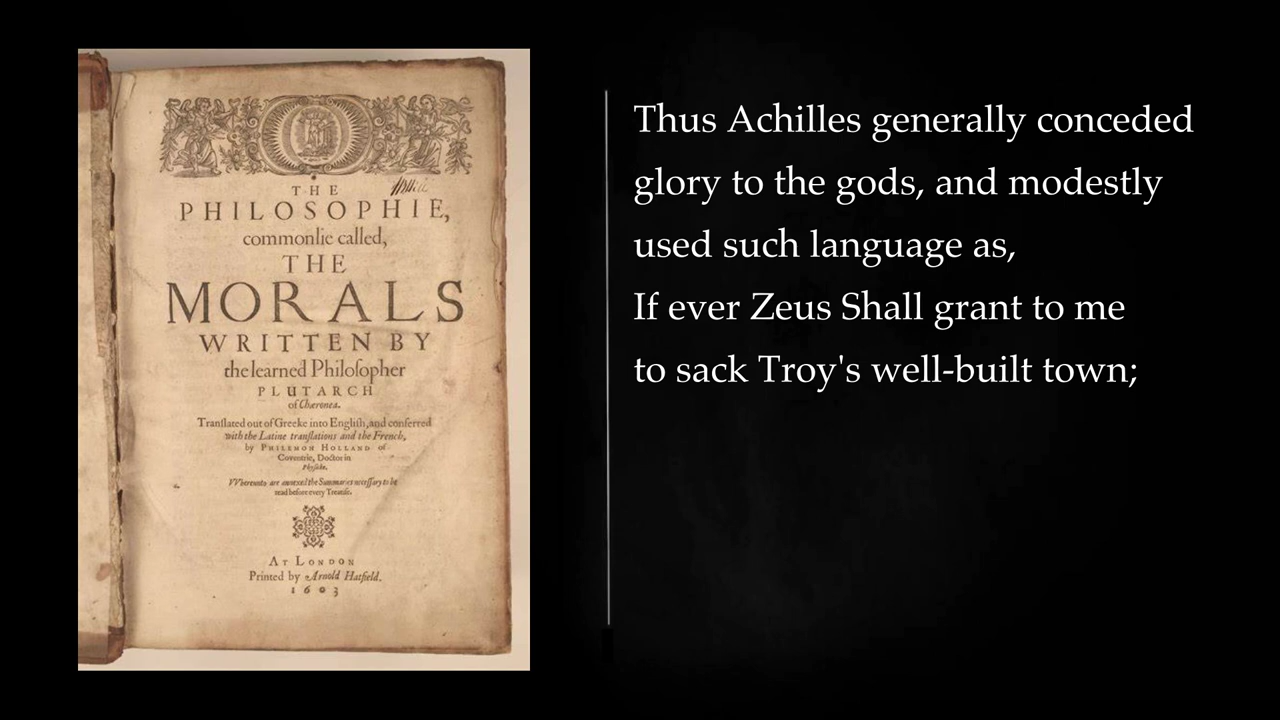 THE
PHILOSOPHIE,
commonlie called,
THE
MORALS
WRITTEN BY
the learned Philoſopher
PLUTARCH
of Chæronea.
Tranſlated out of Greeke into Engliſh, and conferred
with the Latine tranſlations and the French,
by PHILEMON HOLLAND of
Coventrie, Doctor in
Phyſicke.
VVhereunto are annexed the Summaries neceſſary to be
read before every Treatiſe.
AT LONDON
Printed by Arnold Hatfield.
1603
Thus Achilles generally conceded
glory to the gods, and modestly
used such language as,
If ever Zeus Shall grant to me
to sack Troy's well-built town;